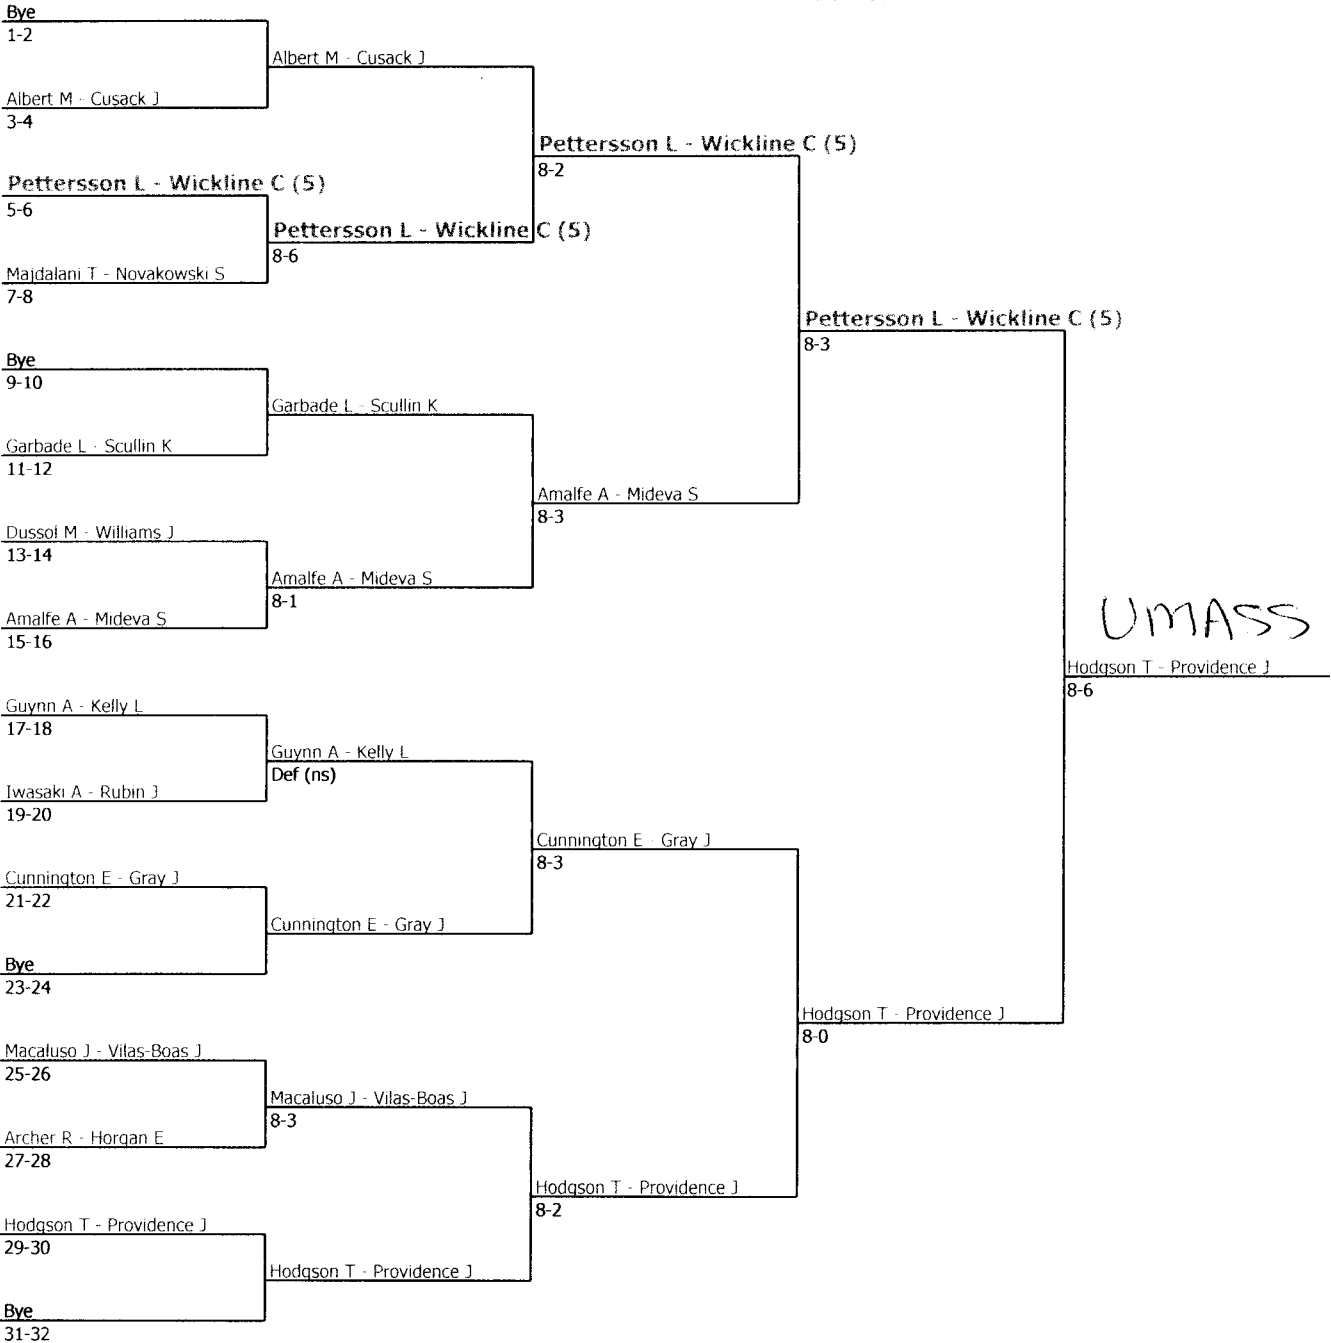 Bye
1-2
Albert M - Cusack J
Albert M - Cusack J
3-4
Pettersson L - Wickline C (5)
8-2
Pettersson L - Wickline C (5)
5-6
Pettersson L - Wickline C (5)
8-6
Majdalani T - Novakowski S
7-8
Pettersson L - Wickline C (5)
8-3
Bye
9-10
Garbade L - Scullin K
Garbade L - Scullin K
11-12
Amalfe A - Mideva S
8-3
Dussol M - Williams J
13-14
Amalfe A - Mideva S
8-1
Amalfe A - Mideva S
15-16
UMASS
Hodgson T - Providence J
8-6
Guynn A - Kelly L
17-18
Guynn A - Kelly L
Def (ns)
Iwasaki A - Rubin J
19-20
Cunnington E - Gray J
8-3
Cunnington E - Gray J
21-22
Cunnington E - Gray J
Bye
23-24
Hodgson T - Providence J
8-0
Macaluso J - Vilas-Boas J
25-26
Macaluso J - Vilas-Boas J
8-3
Archer R - Horgan E
27-28
Hodgson T - Providence J
8-2
Hodgson T - Providence J
29-30
Hodgson T - Providence J
Bye
31-32